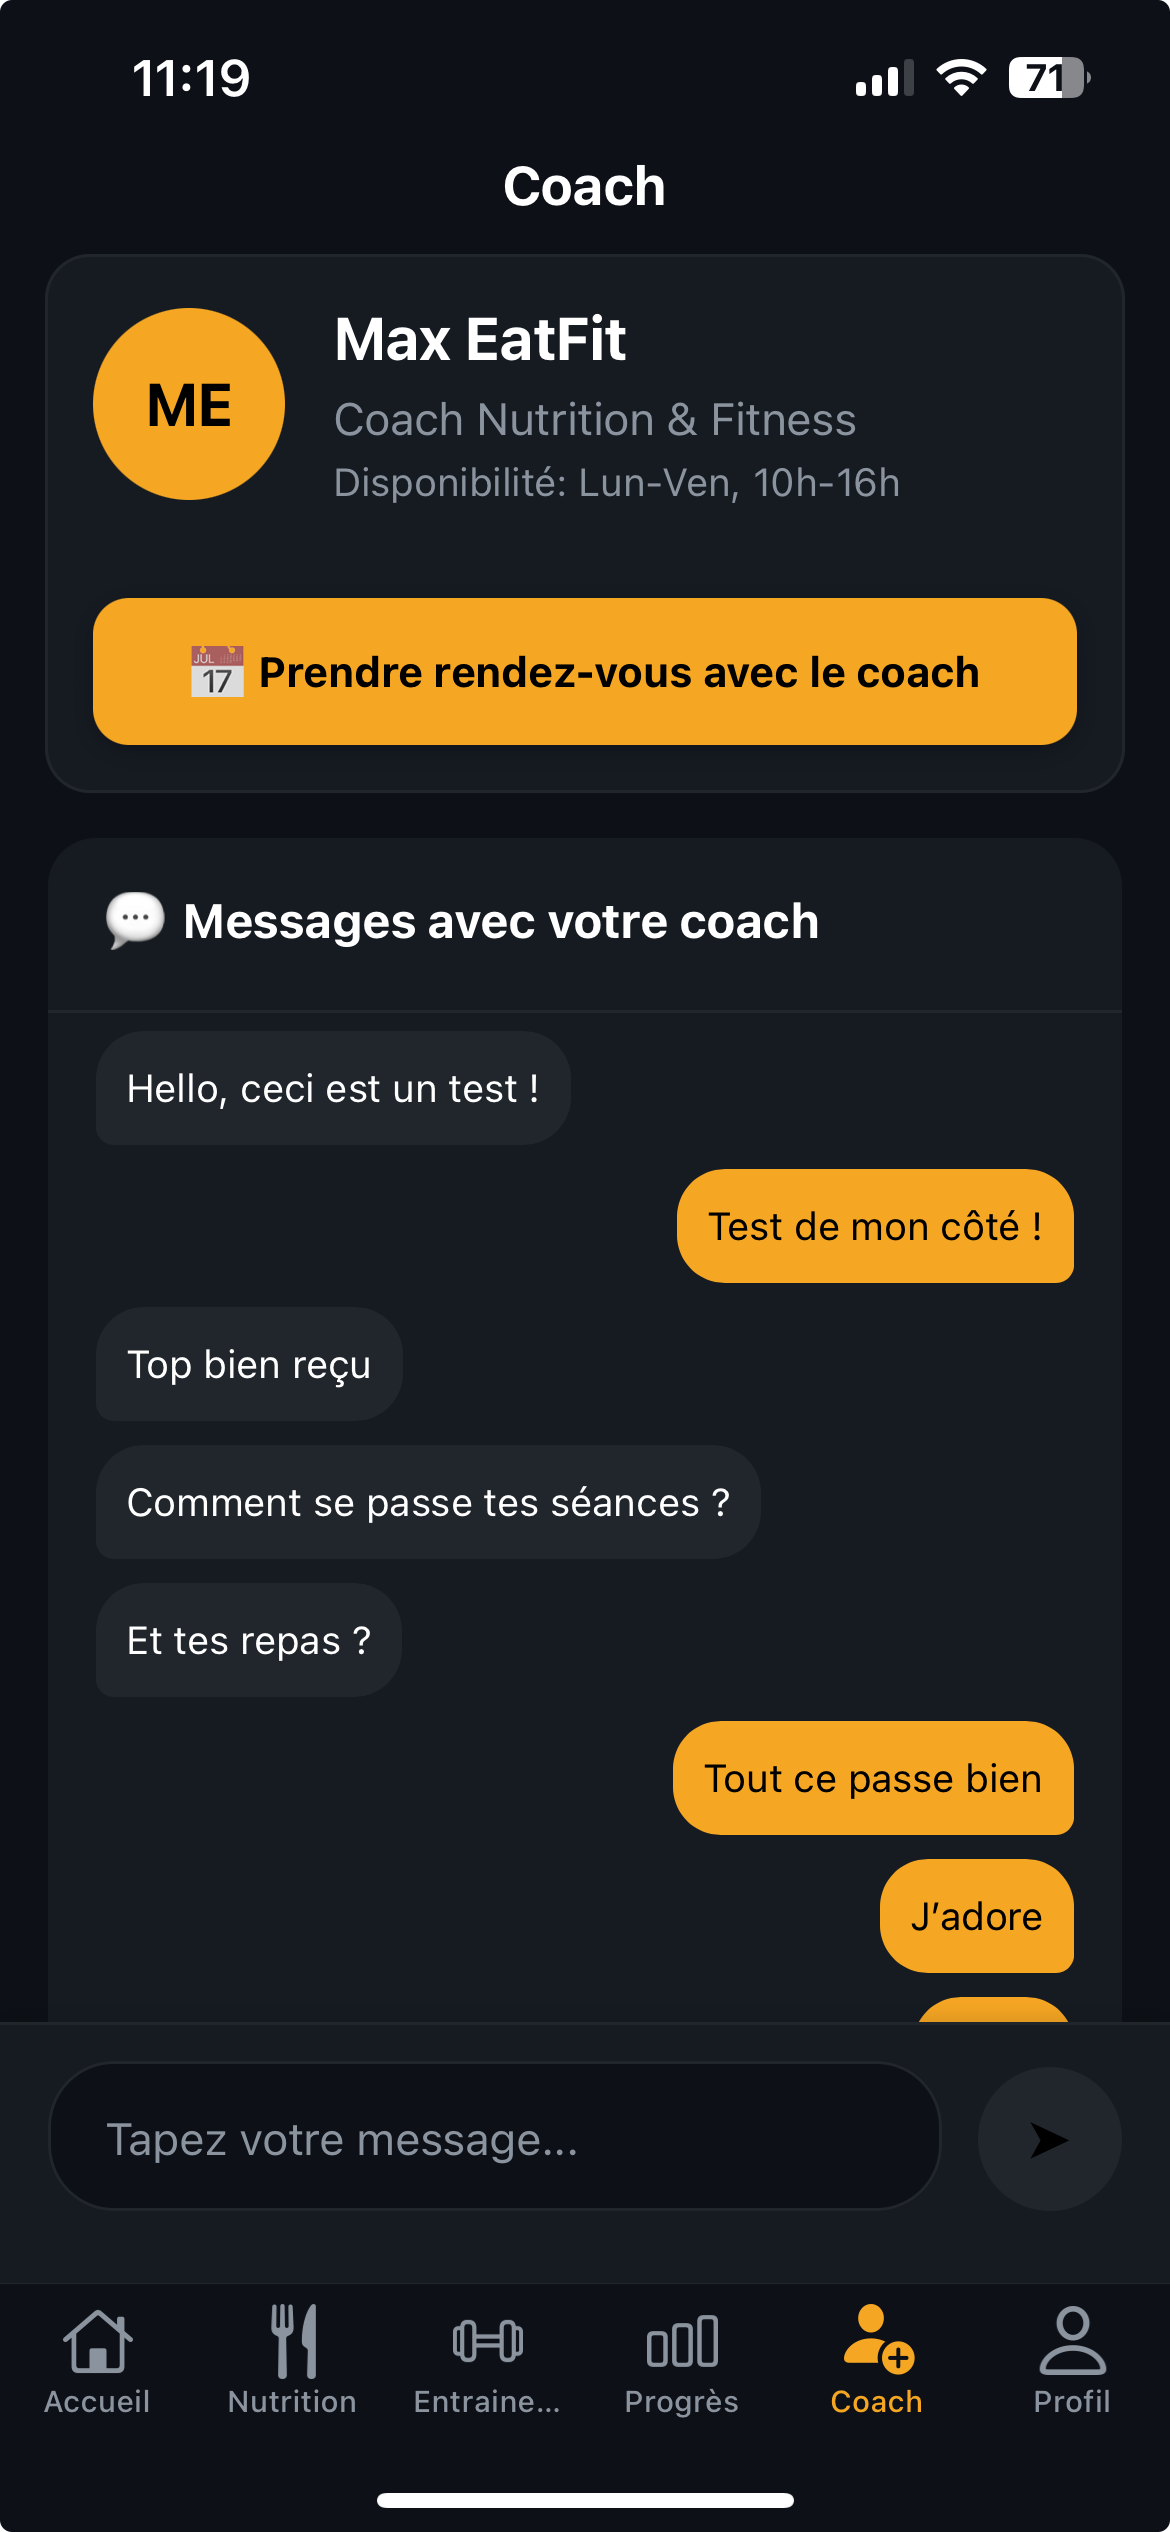 11:19
71
Coach
ME
Max EatFit
Coach Nutrition & Fitness
Disponibilité: Lun-Ven, 10h-16h
JUL
17
Prendre rendez-vous avec le coach
Messages avec votre coach
Hello, ceci est un test !
Test de mon côté !
Top bien reçu
Comment se passe tes séances ?
Et tes repas ?
Tout ce passe bien
J’adore
Tapez votre message...
Accueil
Nutrition
Entraine...
Progrès
Coach
Profil